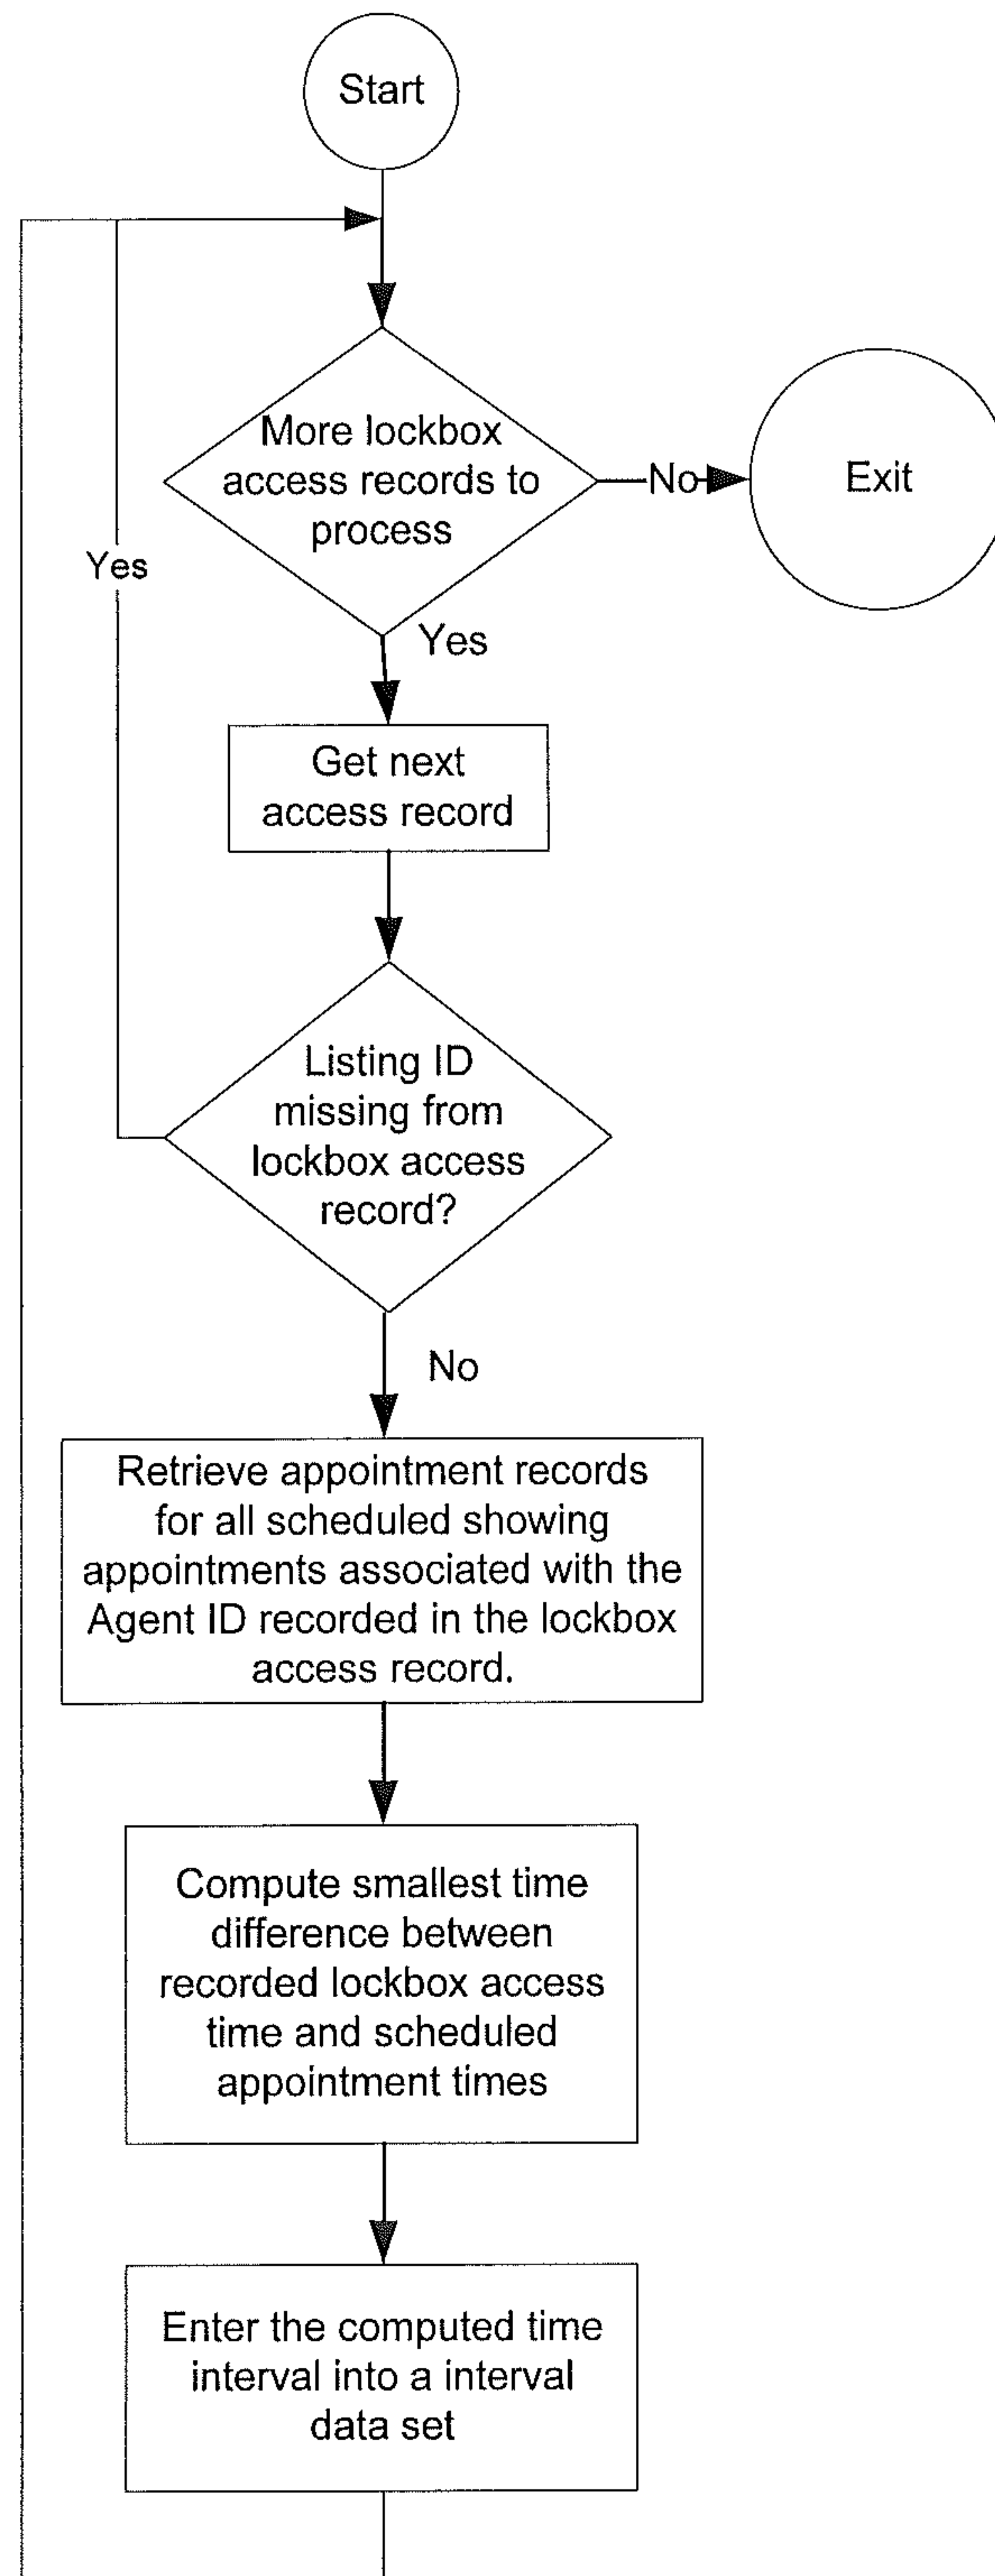 Start
More lockbox
access records to
process
No
Exit
Yes
Yes
Get next
access record
Listing ID
missing from
lockbox access
record?
No
Retrieve appointment records
for all scheduled showing
appointments associated with the
Agent ID recorded in the lockbox
access record.
Compute smallest time
difference between
recorded lockbox access
time and scheduled
appointment times
Enter the computed time
interval into a interval
data set